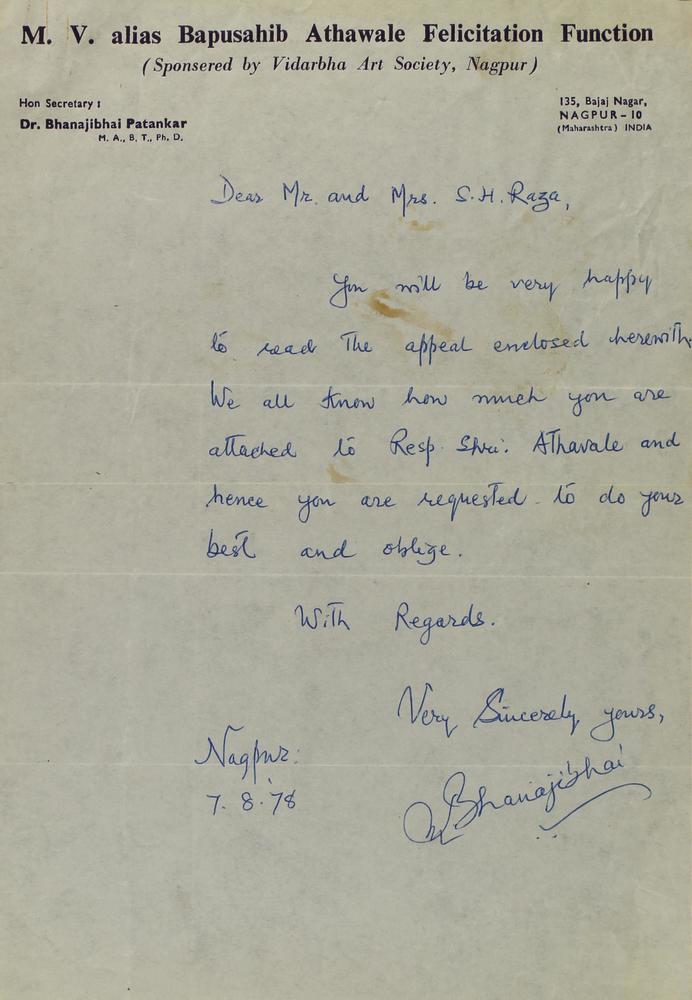 M. V. alias Bapusahib Athawale Felicitation Function
(Sponsered by Vidarbha Art Society, Nagpur)
Hon Secretary :
Dr. Bhanajibhai Patankar
M. A., B. T., Ph. D.
135, Bajaj Nagar,
NAGPUR - 10
(Maharashtra) INDIA
Dear Mr. and Mrs. S.H. Raza,
You will be very happy
to read the appeal enclosed herewith.
We all know how much you are
attached to Resp. Shri. Athavale and
hence you are requested to do your
best and oblige.
With Regards.
Very Sincerely yours,
Nagpur:
7. 8. '78
Bhanajibhai